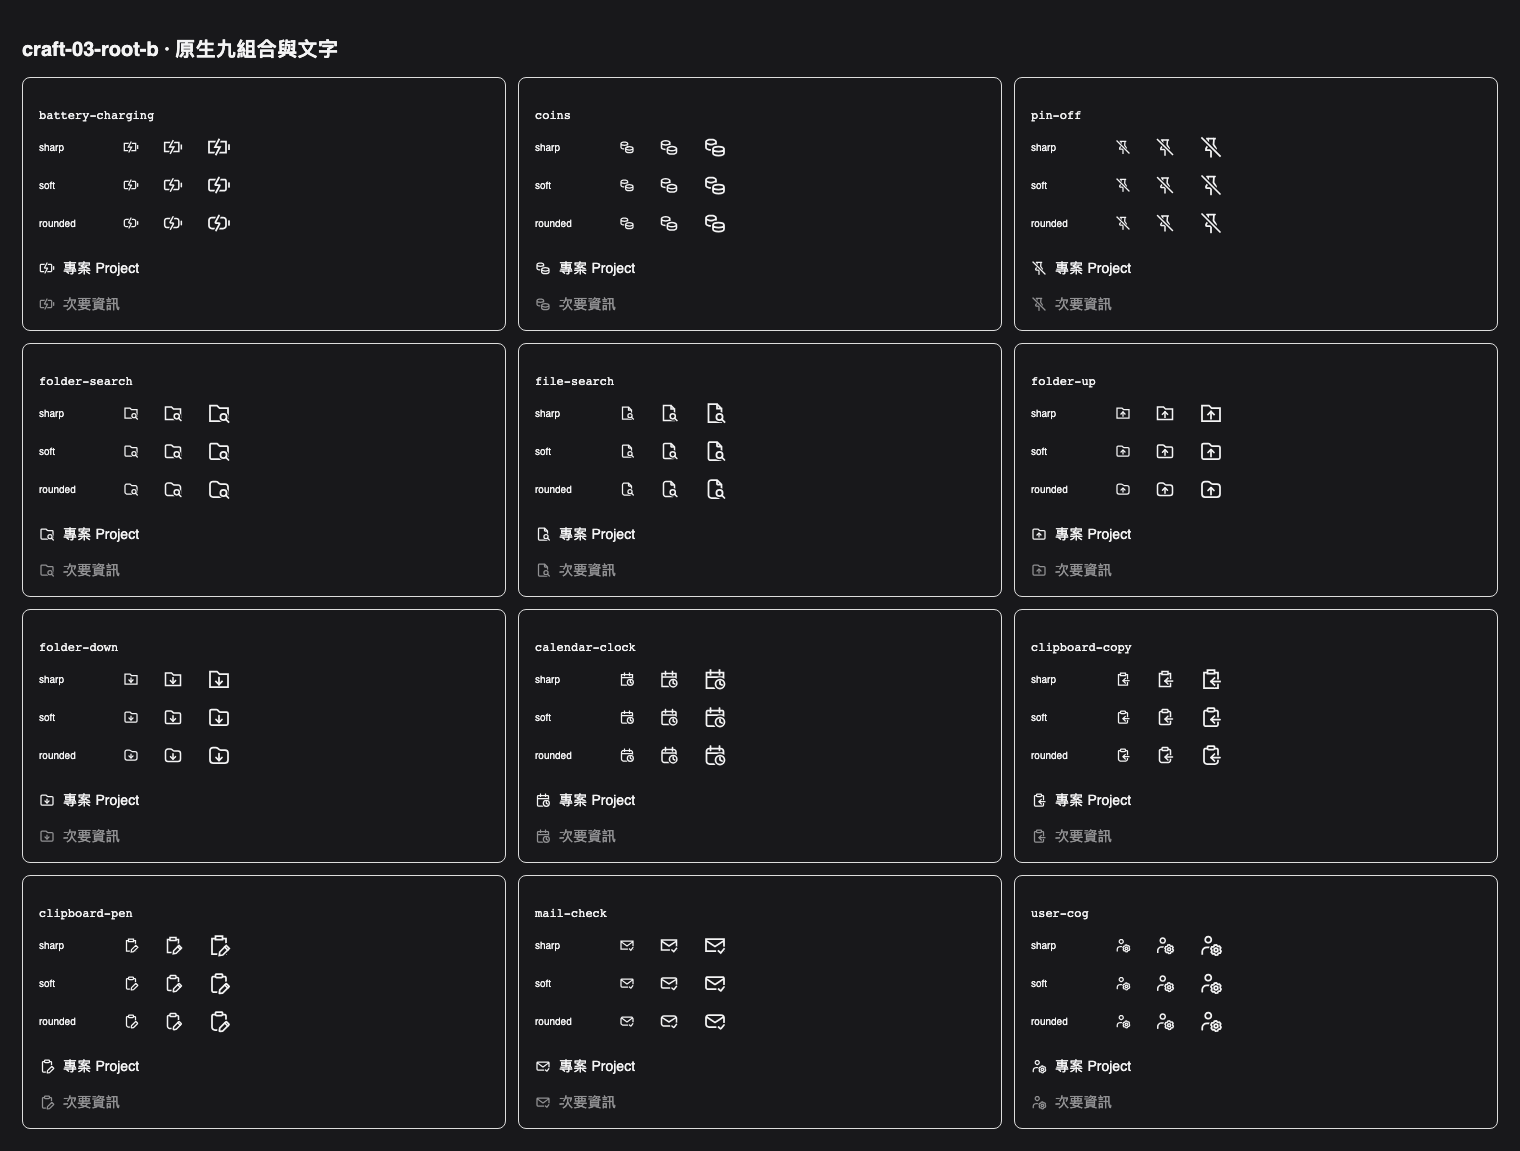 craft-03-root-b · 原生九組合與文字
battery-charging
sharp
soft
rounded
專案 Project
次要資訊
coins
sharp
soft
rounded
專案 Project
次要資訊
pin-off
sharp
soft
rounded
專案 Project
次要資訊
folder-search
sharp
soft
rounded
專案 Project
次要資訊
file-search
sharp
soft
rounded
專案 Project
次要資訊
folder-up
sharp
soft
rounded
專案 Project
次要資訊
folder-down
sharp
soft
rounded
專案 Project
次要資訊
calendar-clock
sharp
soft
rounded
專案 Project
次要資訊
clipboard-copy
sharp
soft
rounded
專案 Project
次要資訊
clipboard-pen
sharp
soft
rounded
專案 Project
次要資訊
mail-check
sharp
soft
rounded
專案 Project
次要資訊
user-cog
sharp
soft
rounded
專案 Project
次要資訊